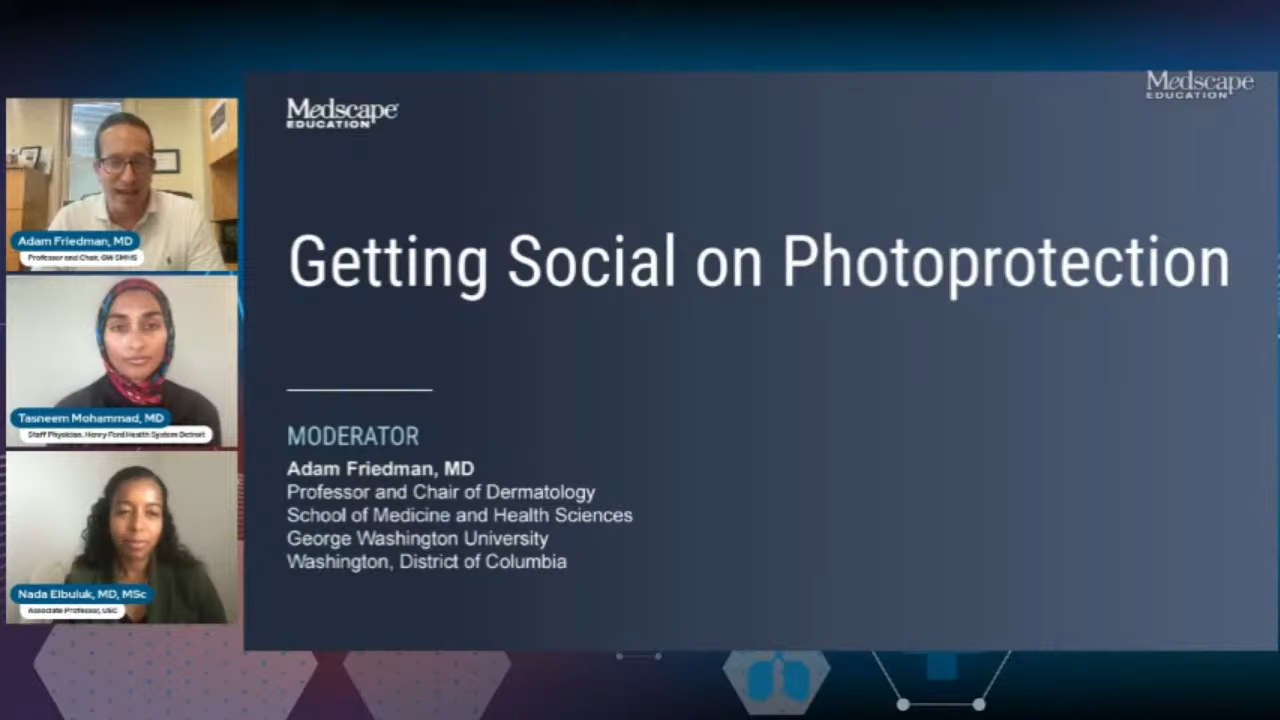 Medscape
EDUCATION
Medscape
EDUCATION
Getting Social on Photoprotection
MODERATOR
Adam Friedman, MD
Professor and Chair of Dermatology
School of Medicine and Health Sciences
George Washington University
Washington, District of Columbia
Adam Friedman, MD
Professor and Chair, GW SMHS
Tasneem Mohammad, MD
Staff Physician, Henry Ford Health System Detroit
Nada Elbuluk, MD, MSc
Associate Professor, USC